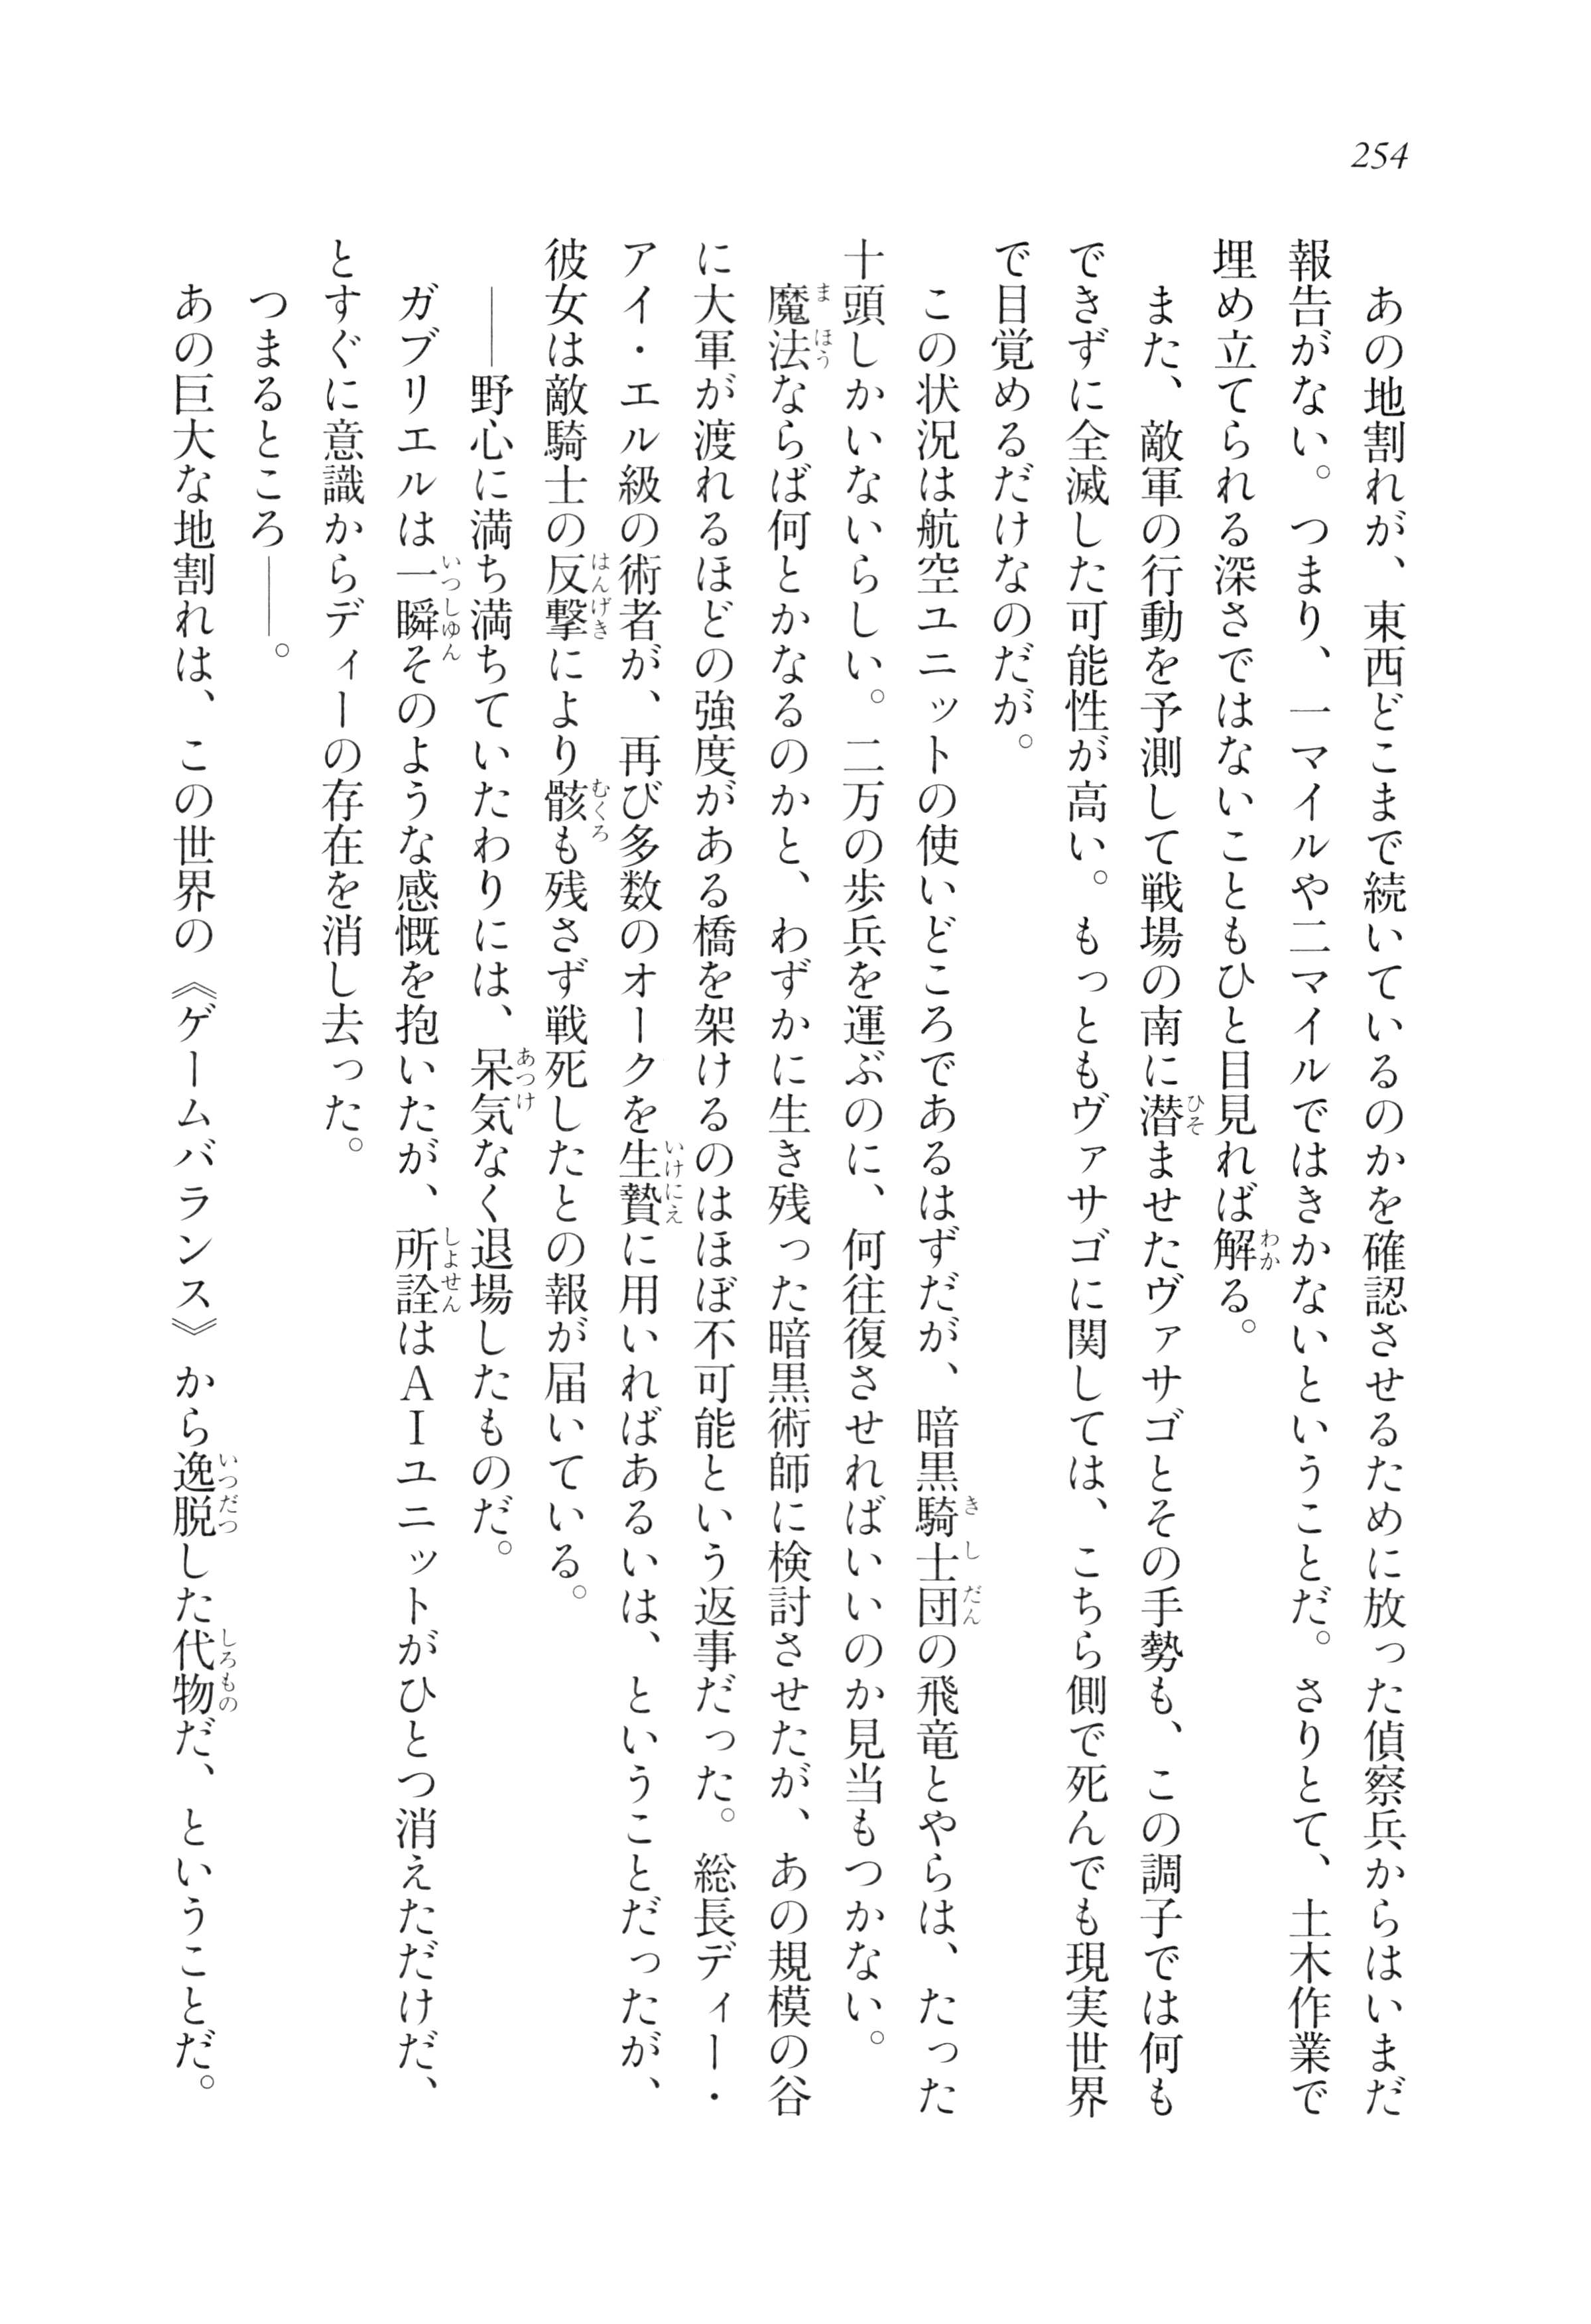 254
あの地割れが、東西どこまで続いているのかを確認させるために放った偵察兵からはいまだ
報告がない。つまり、一マイルや二マイルではきかないということだ。さりとて、土木作業で
埋め立てられる深さではないこともひと目見れば解る。
また、敵軍の行動を予測して戦場の南に潜ませたヴァサゴとその手勢も、この調子では何も
できずに全滅した可能性が高い。もっともヴァサゴに関しては、こちら側で死んでも現実世界
で目覚めるだけなのだが。
この状況は航空ユニットの使いどころであるはずだが、暗黒騎士団の飛竜とやらは、たった
十頭しかいないらしい。二万の歩兵を運ぶのに、何往復させればいいのか見当もつかない。
魔法ならば何とかなるのかと、わずかに生き残った暗黒術師に検討させたが、あの規模の谷
に大軍が渡れるほどの強度がある橋を架けるのはほぼ不可能という返事だった。総長ディー・
アイ・エル級の術者が、再び多数のオークを生贄に用いればあるいは、ということだったが、
彼女は敵騎士の反撃により骸も残さず戦死したとの報が届いている。
――野心に満ち満ちていたわりには、呆気なく退場したものだ。
ガブリエルは一瞬そのような感慨を抱いたが、所詮はAIユニットがひとつ消えただけだ、
とすぐに意識からディーの存在を消し去った。
つまるところ――。
あの巨大な地割れは、この世界の《ゲームバランス》から逸脱した代物だ、ということだ。